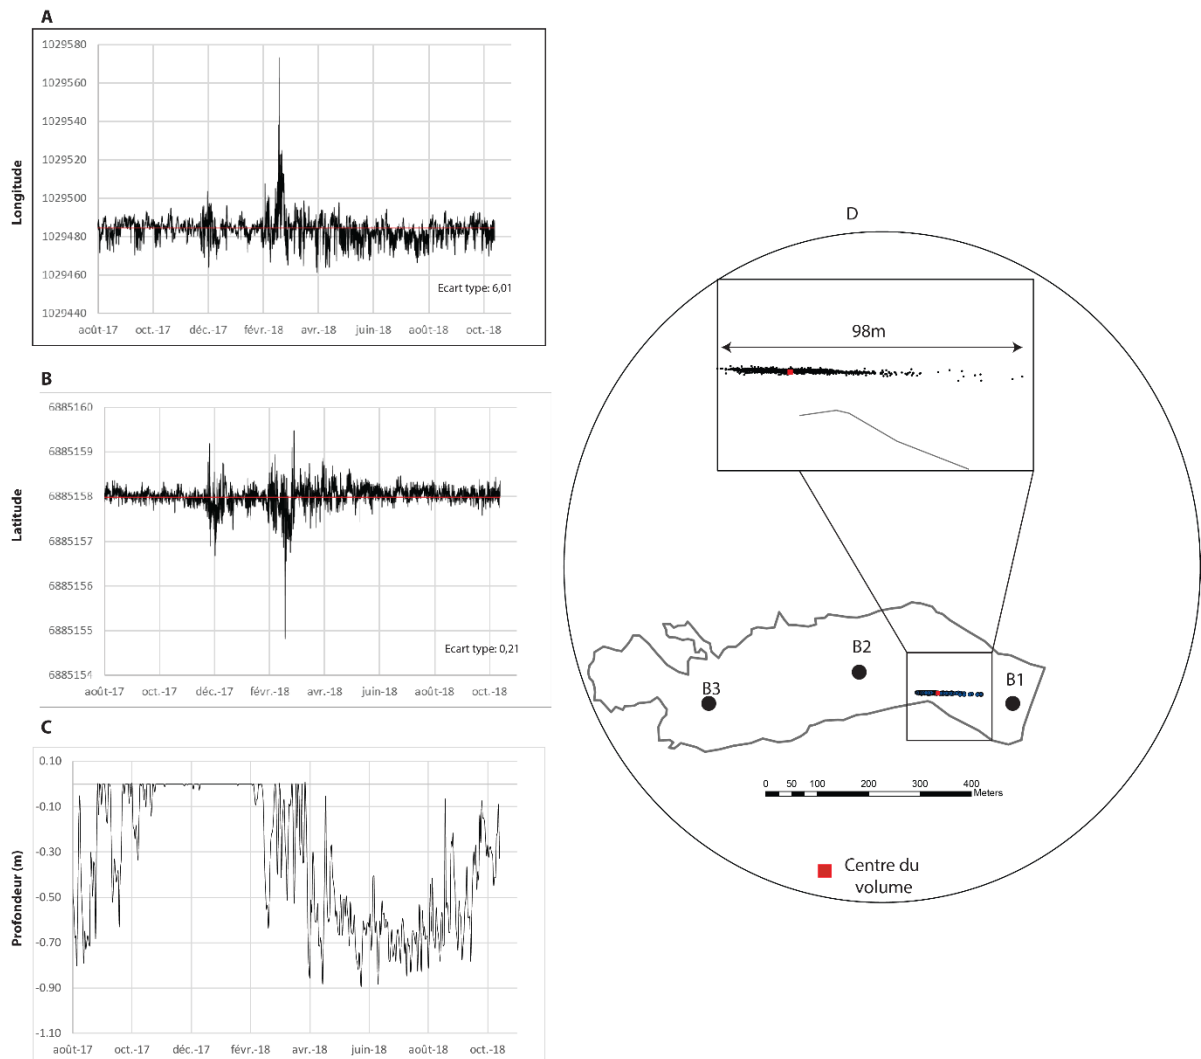 A
1029580
1029560
1029540
1029520
1029500
1029480
1029460
1029440
Longitude
Ecart type: 6,01
août-17 oct.-17 déc.-17 févr.-18 avr.-18 juin-18 août-18 oct.-18
B
6885160
6885159
6885158
6885157
6885156
6885155
6885154
Latitude
Ecart type: 0,21
août-17 oct.-17 déc.-17 févr.-18 avr.-18 juin-18 août-18 oct.-18
C
0.10
-0.10
-0.30
-0.50
-0.70
-0.90
-1.10
Profondeur (m)
août-17 oct.-17 déc.-17 févr.-18 avr.-18 juin-18 août-18 oct.-18
D
98m
B2
B3
B1
0 50 100 200 300 400
Meters
Centre du
volume